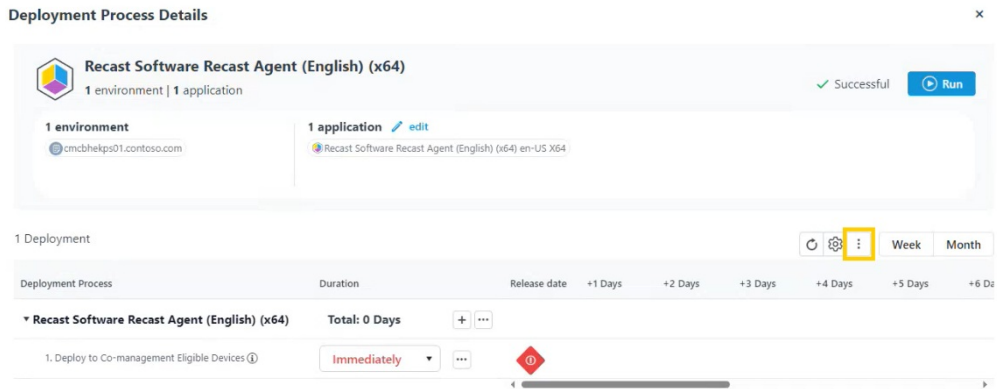 Deployment Process Details
Recast Software Recast Agent (English) (x64)
1 environment | 1 application
Successful
Run
1 environment
1 application edit
cmcbhekps01.contoso.com
Recast Software Recast Agent (English) (x64) en-US X64
1 Deployment
Week Month
Deployment Process Duration Release date +1 Days +2 Days +3 Days +4 Days +5 Days +6 Da
Recast Software Recast Agent (English) (x64) Total: 0 Days
1. Deploy to Co-management Eligible Devices Immediately